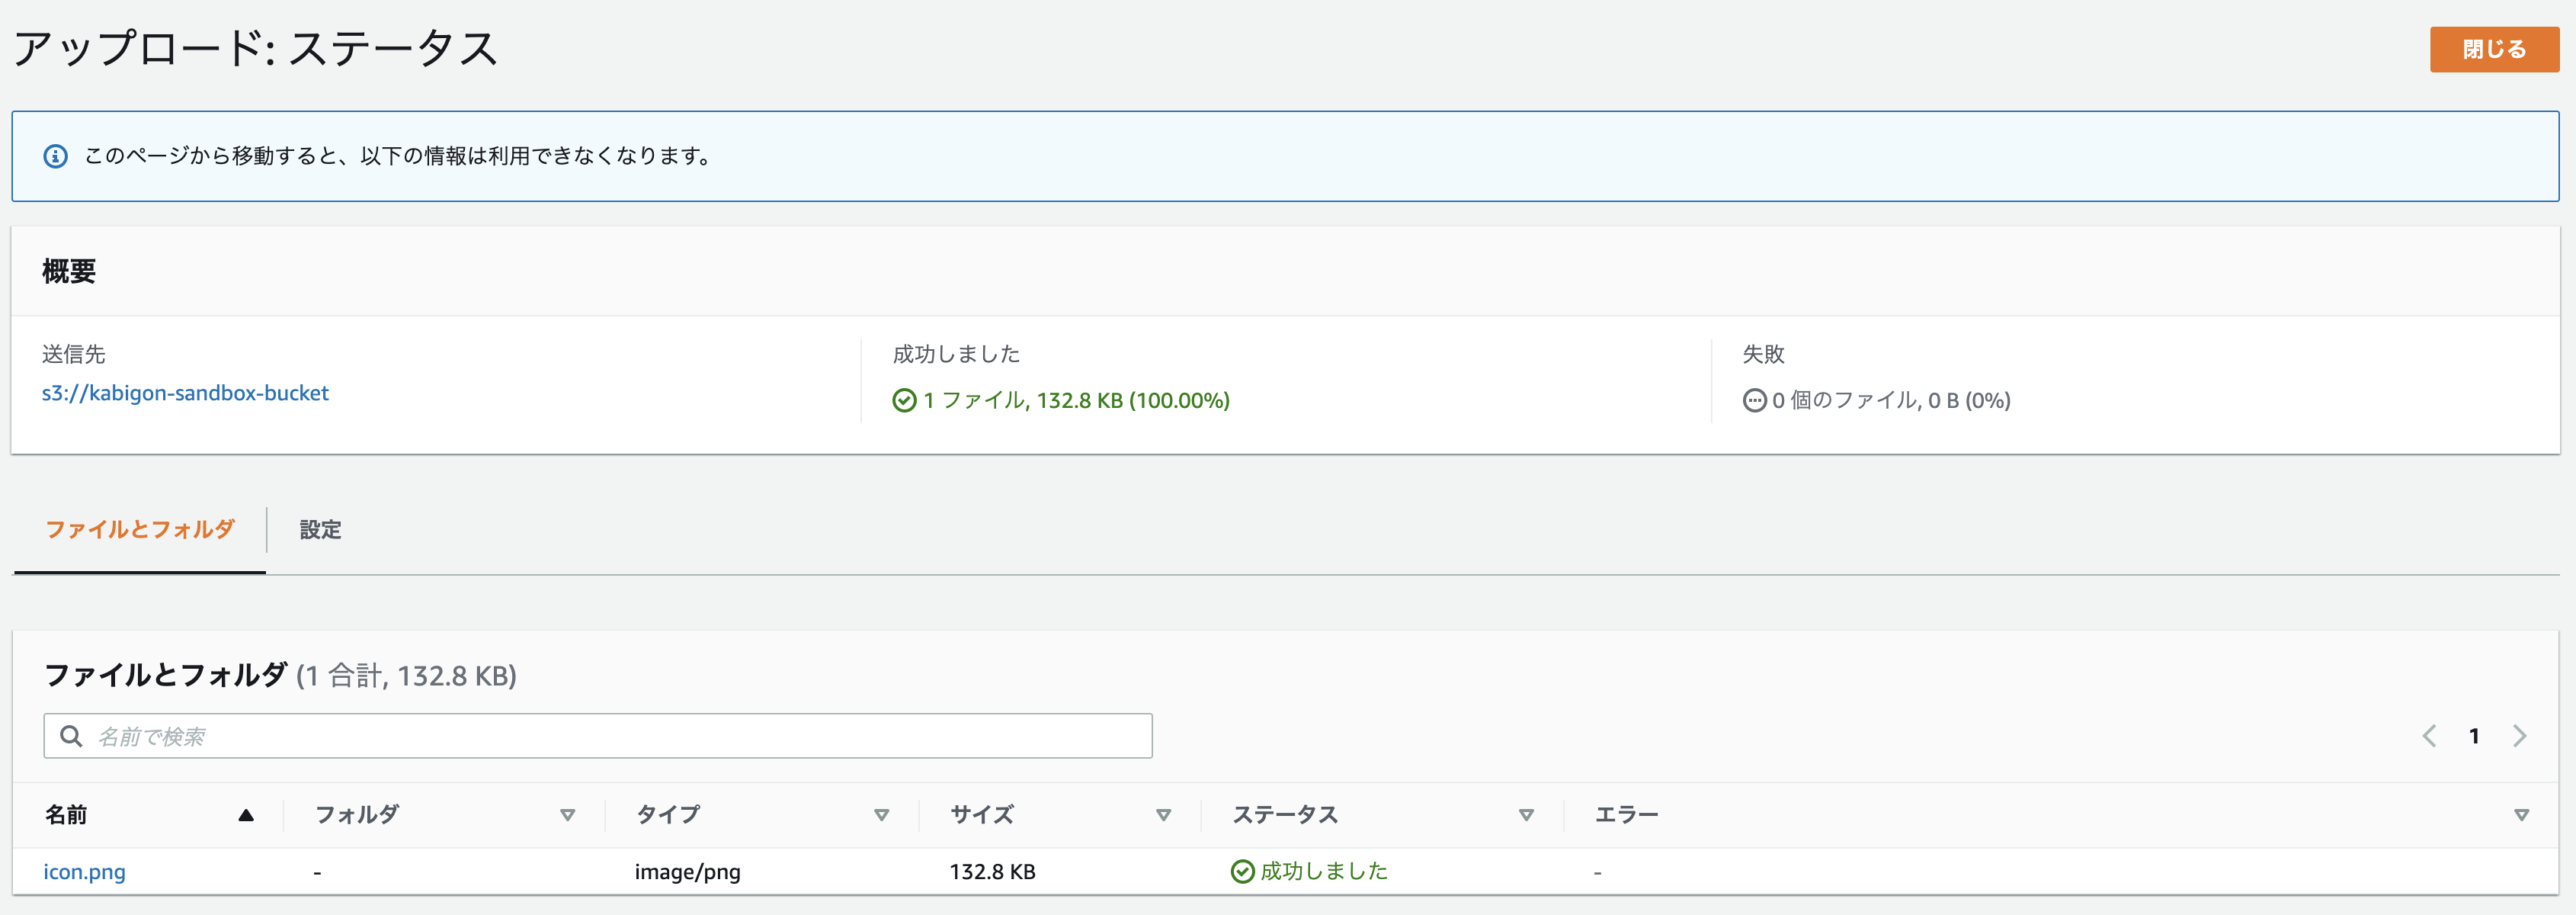 アップロード: ステータス
閉じる
このページから移動すると、以下の情報は利用できなくなります。
概要
送信先
s3://kabigon-sandbox-bucket
成功しました
1 ファイル, 132.8 KB (100.00%)
失敗
0 個のファイル, 0 B (0%)
ファイルとフォルダ
設定
ファイルとフォルダ (1 合計, 132.8 KB)
名前で検索
1
名前 フォルダ タイプ サイズ ステータス エラー
icon.png - image/png 132.8 KB 成功しました -